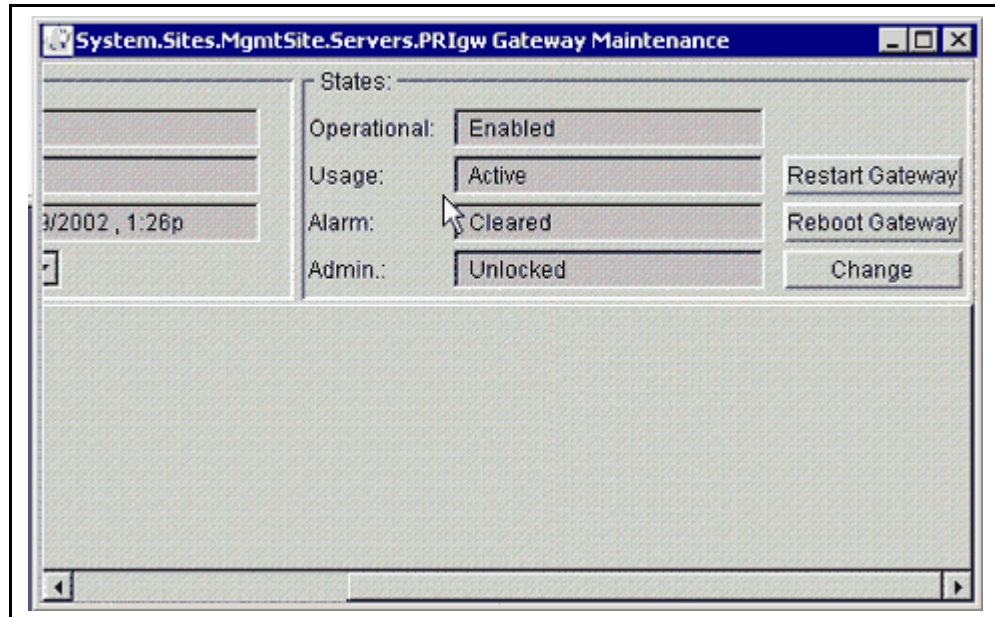 System.Sites.MgmtSite.Servers.PRIgw Gateway Maintenance
States:
Operational: Enabled
Usage: Active Restart Gateway
/2002 , 1:26p Alarm: Cleared Reboot Gateway
Admin.: Unlocked Change